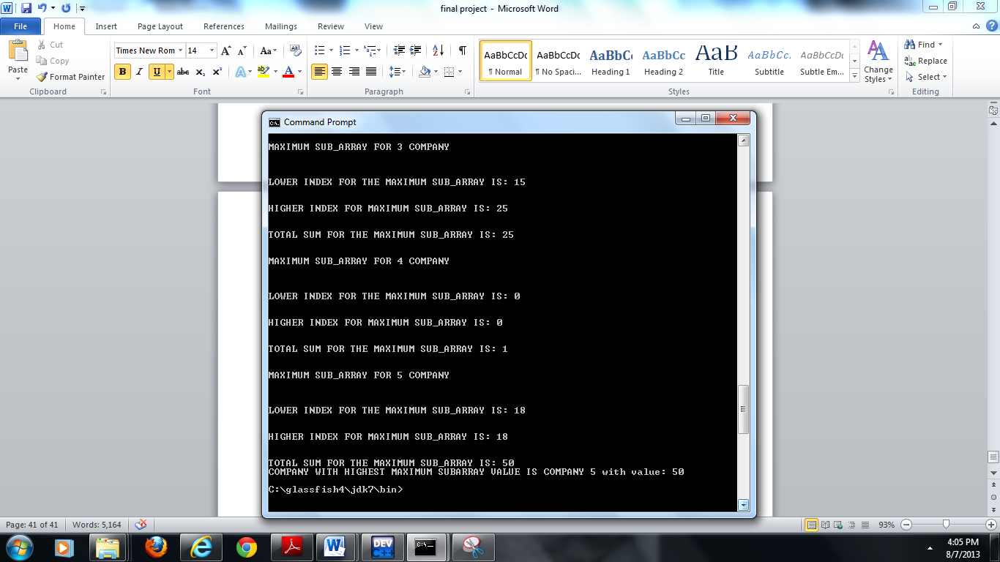 final project - Microsoft Word
File Home Insert Page Layout References Mailings Review View
Paste
Cut
Copy
Format Painter
Clipboard
Times New Rom 14
B I U abc
Font
Paragraph
AaBbCcDc AaBbCcDc AaBbCc AaBbCc AaB AaBbCc. AaBbCcDc
¶ Normal ¶ No Spaci... Heading 1 Heading 2 Title Subtitle Subtle Em...
Change Styles
Styles
Find
Replace
Select
Editing
Command Prompt
MAXIMUM SUB_ARRAY FOR 3 COMPANY
LOWER INDEX FOR THE MAXIMUM SUB_ARRAY IS: 15
HIGHER INDEX FOR MAXIMUM SUB_ARRAY IS: 25
TOTAL SUM FOR THE MAXIMUM SUB_ARRAY IS: 25
MAXIMUM SUB_ARRAY FOR 4 COMPANY
LOWER INDEX FOR THE MAXIMUM SUB_ARRAY IS: 0
HIGHER INDEX FOR MAXIMUM SUB_ARRAY IS: 0
TOTAL SUM FOR THE MAXIMUM SUB_ARRAY IS: 1
MAXIMUM SUB_ARRAY FOR 5 COMPANY
LOWER INDEX FOR THE MAXIMUM SUB_ARRAY IS: 18
HIGHER INDEX FOR MAXIMUM SUB_ARRAY IS: 18
TOTAL SUM FOR THE MAXIMUM SUB_ARRAY IS: 50
COMPANY WITH HIGHEST MAXIMUM SUBARRAY VALUE IS COMPANY 5 with value: 50
C:\glassfish4\jdk7\bin>
Page: 41 of 41 Words: 5,164 93%
DEV C++
4:05 PM
8/7/2013